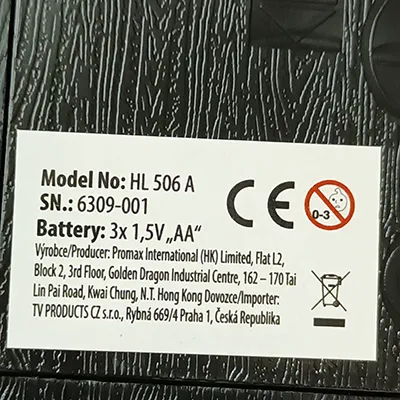 Model No: HL 506 A
SN.: 6309-001
Battery: 3x 1,5V „AA“
Výrobce/Producer: Promax International (HK) Limited, Flat L2,
Block 2, 3rd Floor, Golden Dragon Industrial Centre, 162 – 170 Tai
Lin Pai Road, Kwai Chung, N.T. Hong Kong Dovozce/Importer:
TV PRODUCTS CZ s.r.o., Rybná 669/4 Praha 1, Česká Republika
CE
0-3